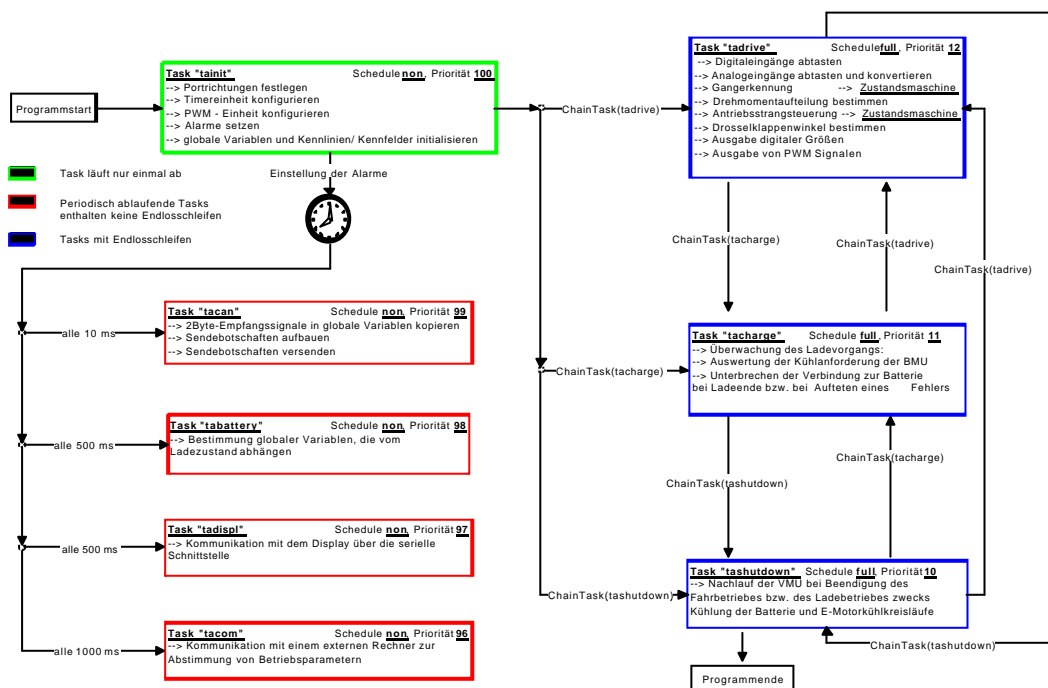 Programmstart
Task "tainit" Schedule non, Priorität 100
--> Portrichtungen festlegen
--> Timereinheit konfigurieren
--> PWM - Einheit konfigurieren
--> Alarme setzen
--> globale Variablen und Kennlinien/ Kennfelder initialisieren
Einstellung der Alarme
Task läuft nur einmal ab
Periodisch ablaufende Tasks
enthalten keine Endlosschleifen
Tasks mit Endlosschleifen
alle 10 ms
Task "tacan" Schedule non, Priorität 99
--> 2Byte-Empfangssignale in globale Variablen kopieren
--> Sendebotschaften aufbauen
--> Sendebotschaften versenden
alle 500 ms
Task "tabattery" Schedule non, Priorität 98
--> Bestimmung globaler Variablen, die vom
Ladezustand abhängen
alle 500 ms
Task "tadispl" Schedule non, Priorität 97
--> Kommunikation mit dem Display über die serielle
Schnittstelle
alle 1000 ms
Task "tacom" Schedule non, Priorität 96
--> Kommunikation mit einem externen Rechner zur
Abstimmung von Betriebsparametern
ChainTask(tadrive)
Task "tadrive" Schedule full, Priorität 12
--> Digitaleingänge abtasten
--> Analogeingänge abtasten und konvertieren
--> Gangerkennung --> Zustandsmaschine
--> Drehmomentaufteilung bestimmen
--> Antriebsstrangsteuerung --> Zustandsmaschine
--> Drosselklappenwinkel bestimmen
--> Ausgabe digitaler Größen
--> Ausgabe von PWM Signalen
ChainTask(tacharge)
ChainTask(tadrive)
ChainTask(tadrive)
ChainTask(tacharge)
Task "tacharge" Schedule full, Priorität 11
--> Überwachung des Ladevorgangs:
--> Auswertung der Kühlanforderung der BMU
--> Unterbrechen der Verbindung zur Batterie
bei Ladeende bzw. bei Aufteten eines Fehlers
ChainTask(tacharge)
ChainTask(tashutdown)
ChainTask(tashutdown)
Task "tashutdown" Schedule full, Priorität 10
--> Nachlauf der VMU bei Beendigung des
Fahrbetriebes bzw. des Ladebetriebes zwecks
Kühlung der Batterie und E-Motorkühlkreisläufe
ChainTask(tashutdown)
Programmende